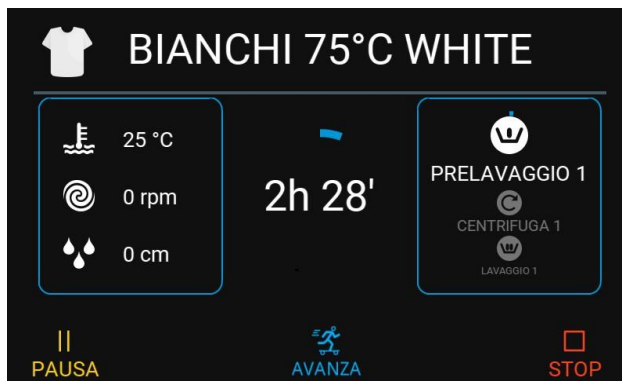 BIANCHI 75°C WHITE
25 °C
0 rpm
0 cm
2h 28'
PRELAVAGGIO 1
CENTRIFUGA 1
LAVAGGIO 1
PAUSA
AVANZA
STOP